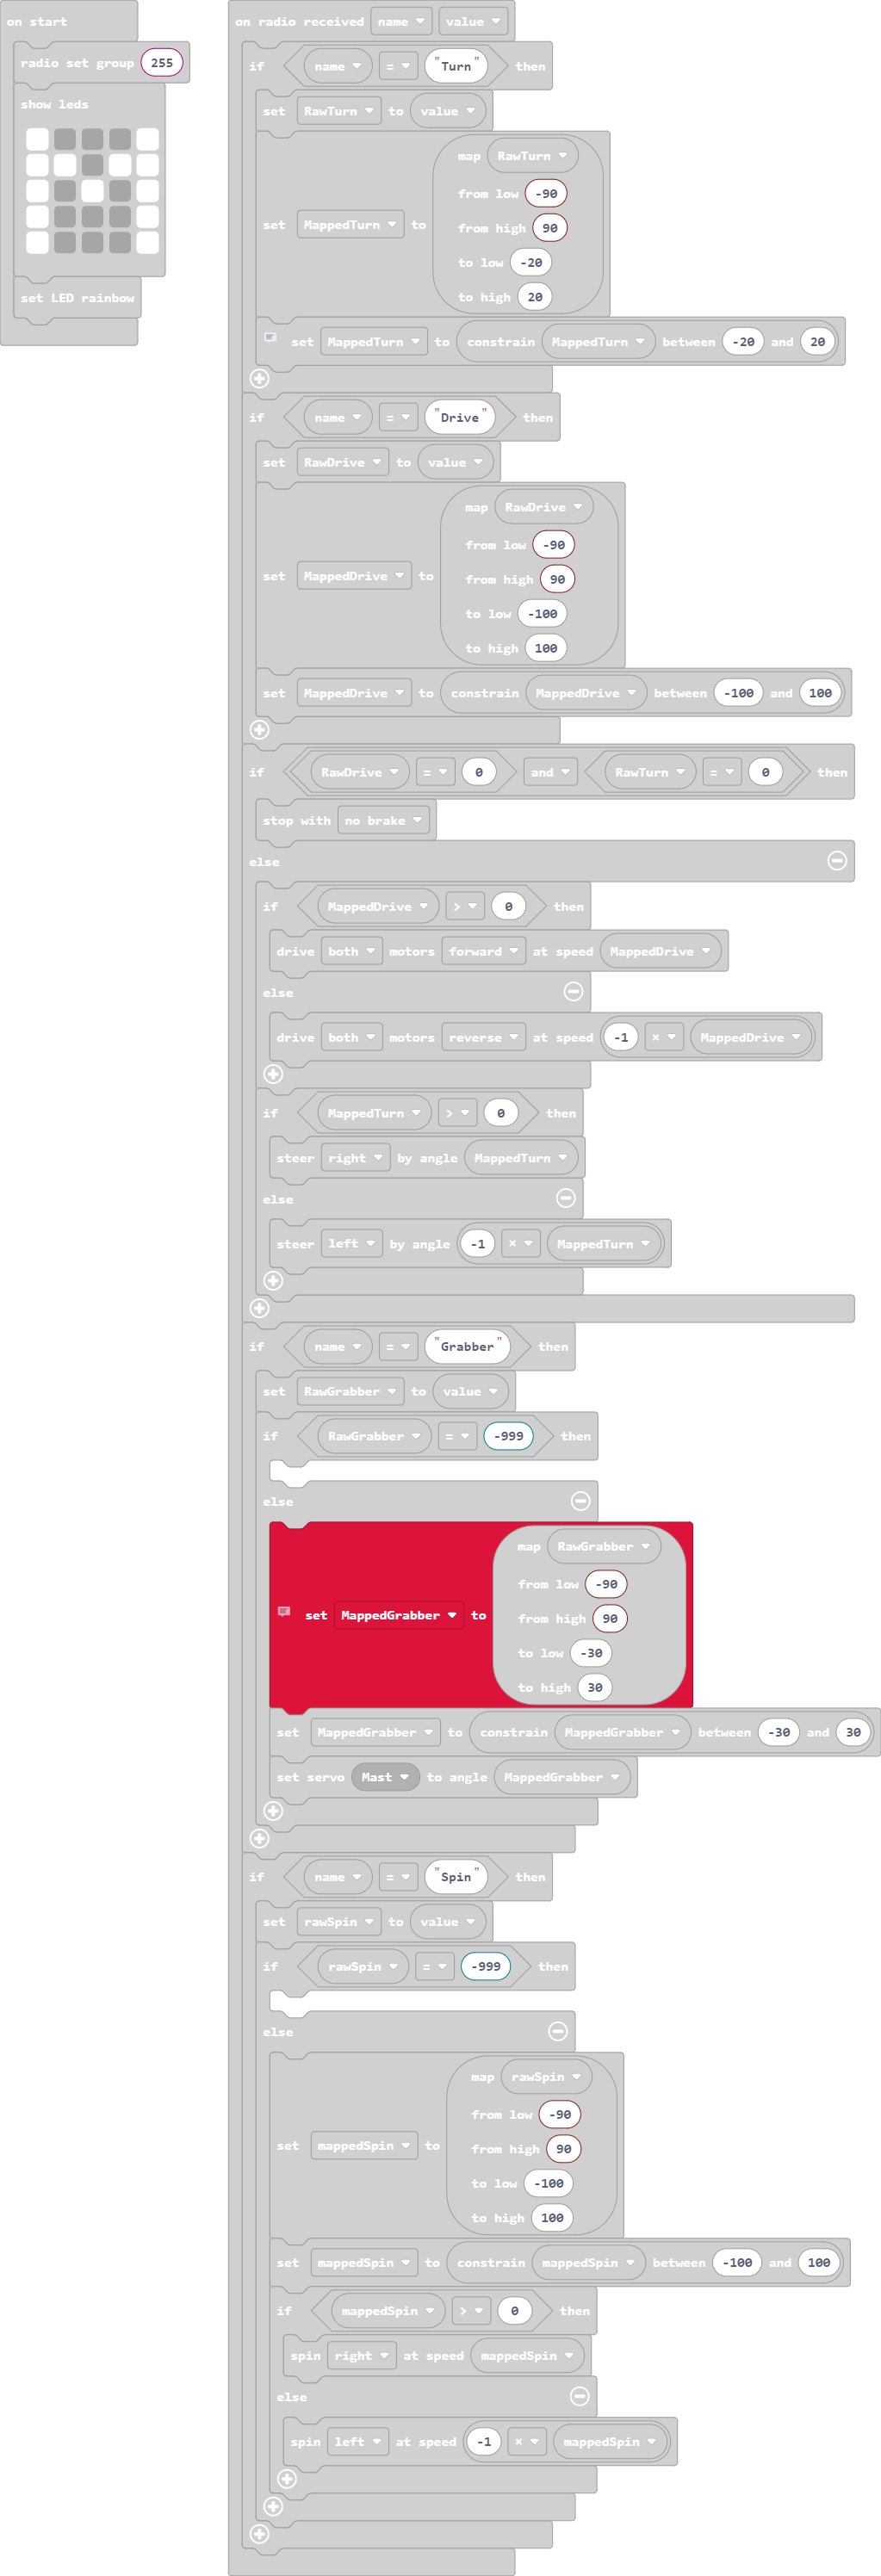 on start
radio set group 255
show leds
set LED rainbow
on radio received name value
if name = "Turn" then
set RawTurn to value
set MappedTurn to map RawTurn
from low -90
from high 90
to low -20
to high 20
set MappedTurn to constrain MappedTurn between -20 and 20
if name = "Drive" then
set RawDrive to value
set MappedDrive to map RawDrive
from low -90
from high 90
to low -100
to high 100
set MappedDrive to constrain MappedDrive between -100 and 100
if RawDrive = 0 and RawTurn = 0 then
stop with no brake
else
if MappedDrive > 0 then
drive both motors forward at speed MappedDrive
else
drive both motors reverse at speed -1 × MappedDrive
if MappedTurn > 0 then
steer right by angle MappedTurn
else
steer left by angle -1 × MappedTurn
if name = "Grabber" then
set RawGrabber to value
if RawGrabber = -999 then
else
set MappedGrabber to map RawGrabber
from low -90
from high 90
to low -30
to high 30
set MappedGrabber to constrain MappedGrabber between -30 and 30
set servo Mast to angle MappedGrabber
if name = "Spin" then
set rawSpin to value
if rawSpin = -999 then
else
set mappedSpin to map rawSpin
from low -90
from high 90
to low -100
to high 100
set mappedSpin to constrain mappedSpin between -100 and 100
if mappedSpin > 0 then
spin right at speed mappedSpin
else
spin left at speed -1 × mappedSpin